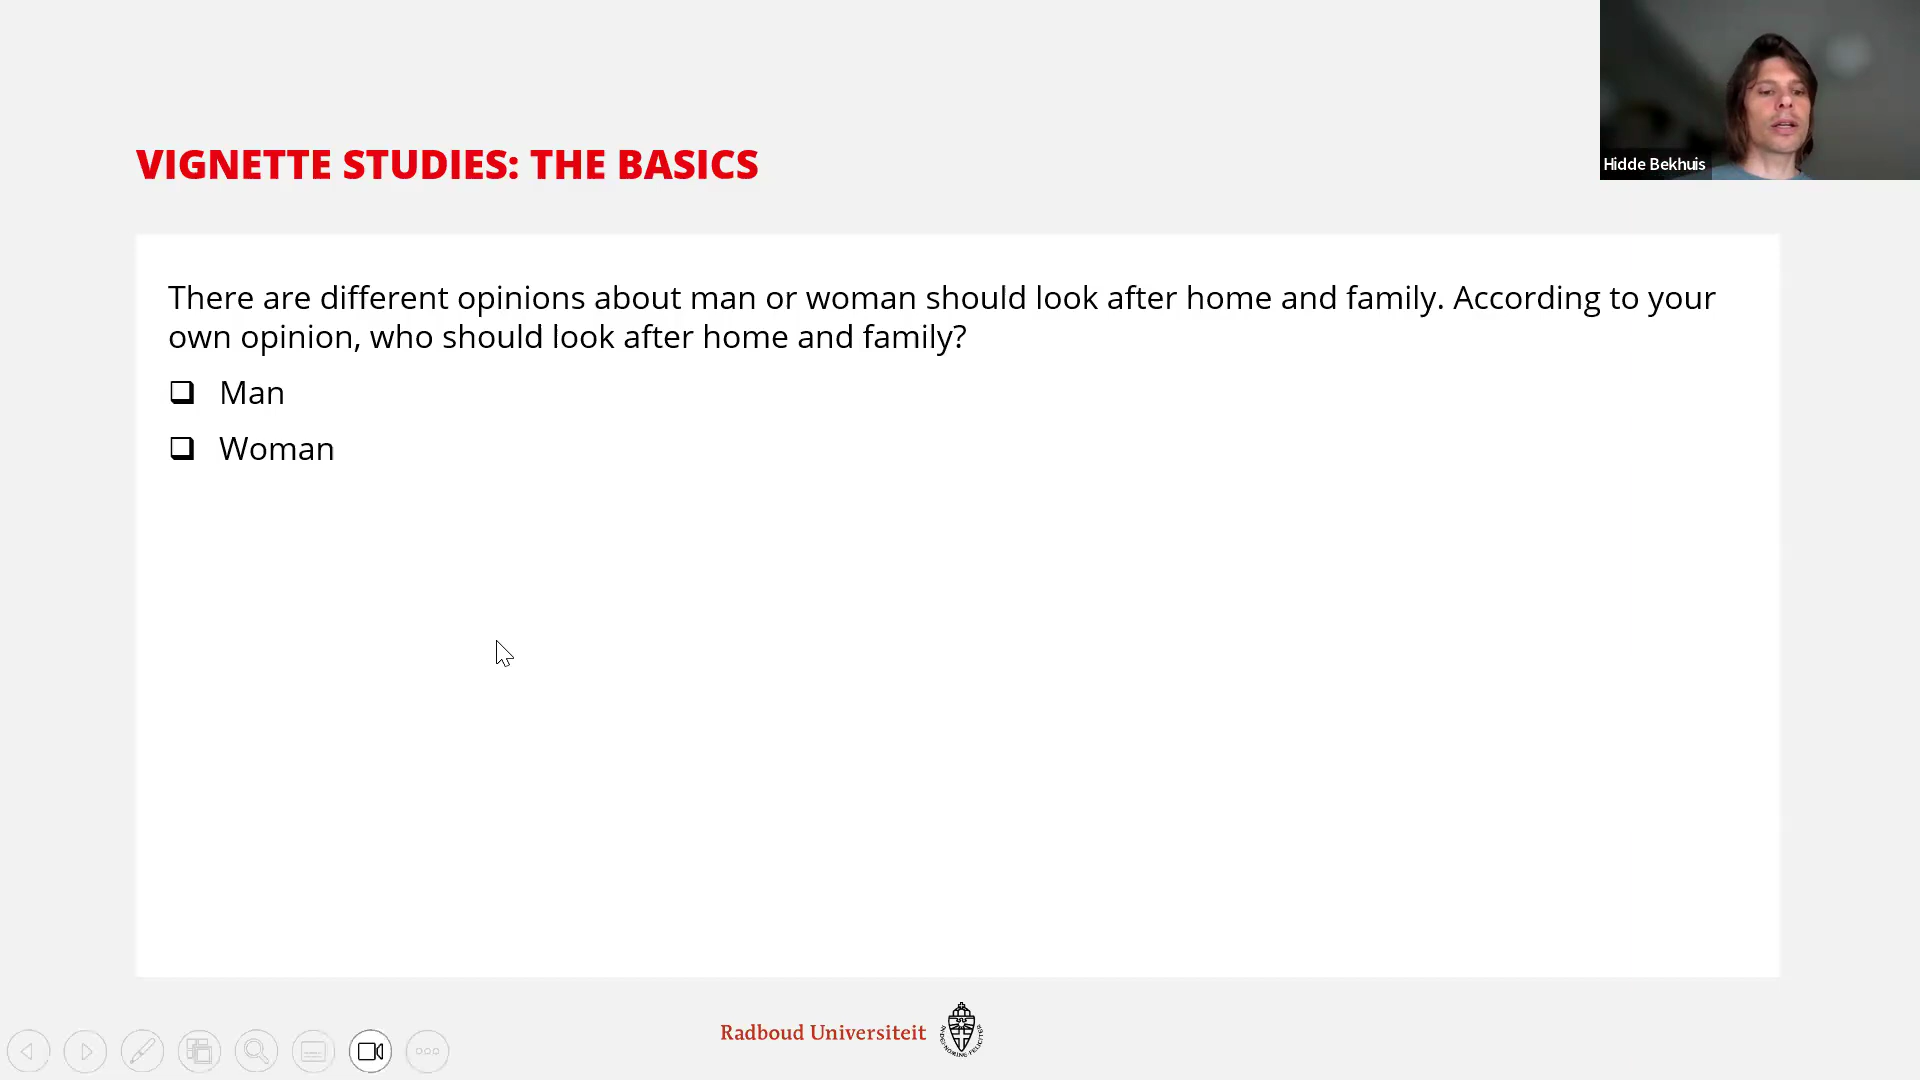 Hidde Bekhuis
VIGNETTE STUDIES: THE BASICS
There are different opinions about man or woman should look after home and family. According to your
own opinion, who should look after home and family?
Man
Woman
Radboud Universiteit